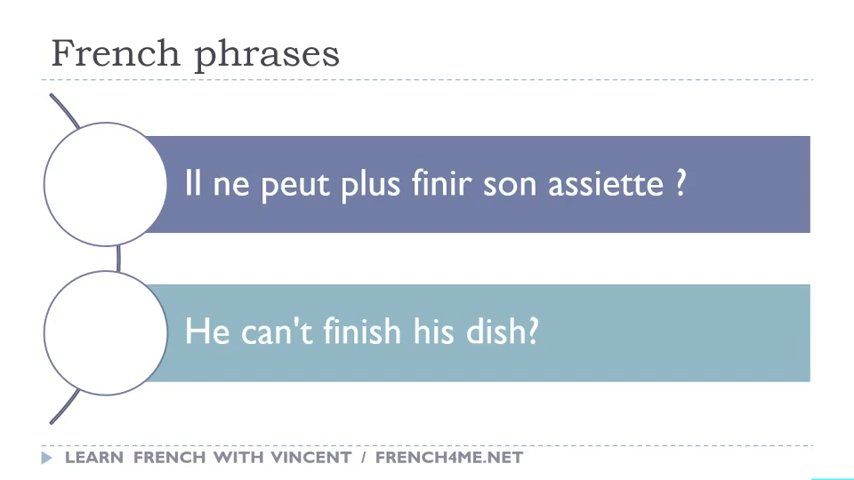 French phrases
Il ne peut plus finir son assiette ?
He can't finish his dish?
LEARN FRENCH WITH VINCENT / FRENCH4ME.NET